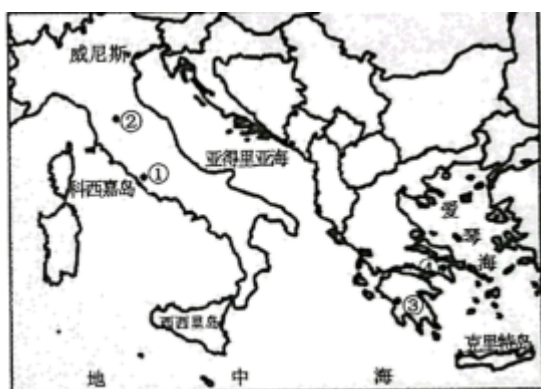 威尼斯
②
亚得里亚海
①
科西嘉岛
爱
琴
海
④
③
西西里岛
克里特岛
地 中 海